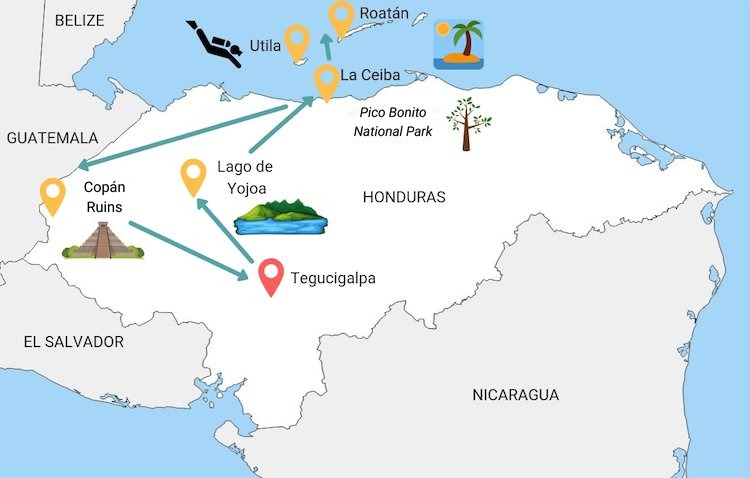 BELIZE
Roatán
Utila
La Ceiba
Pico Bonito
National Park
GUATEMALA
Lago de
Yojoa
Copán
Ruins
HONDURAS
Tegucigalpa
EL SALVADOR
NICARAGUA